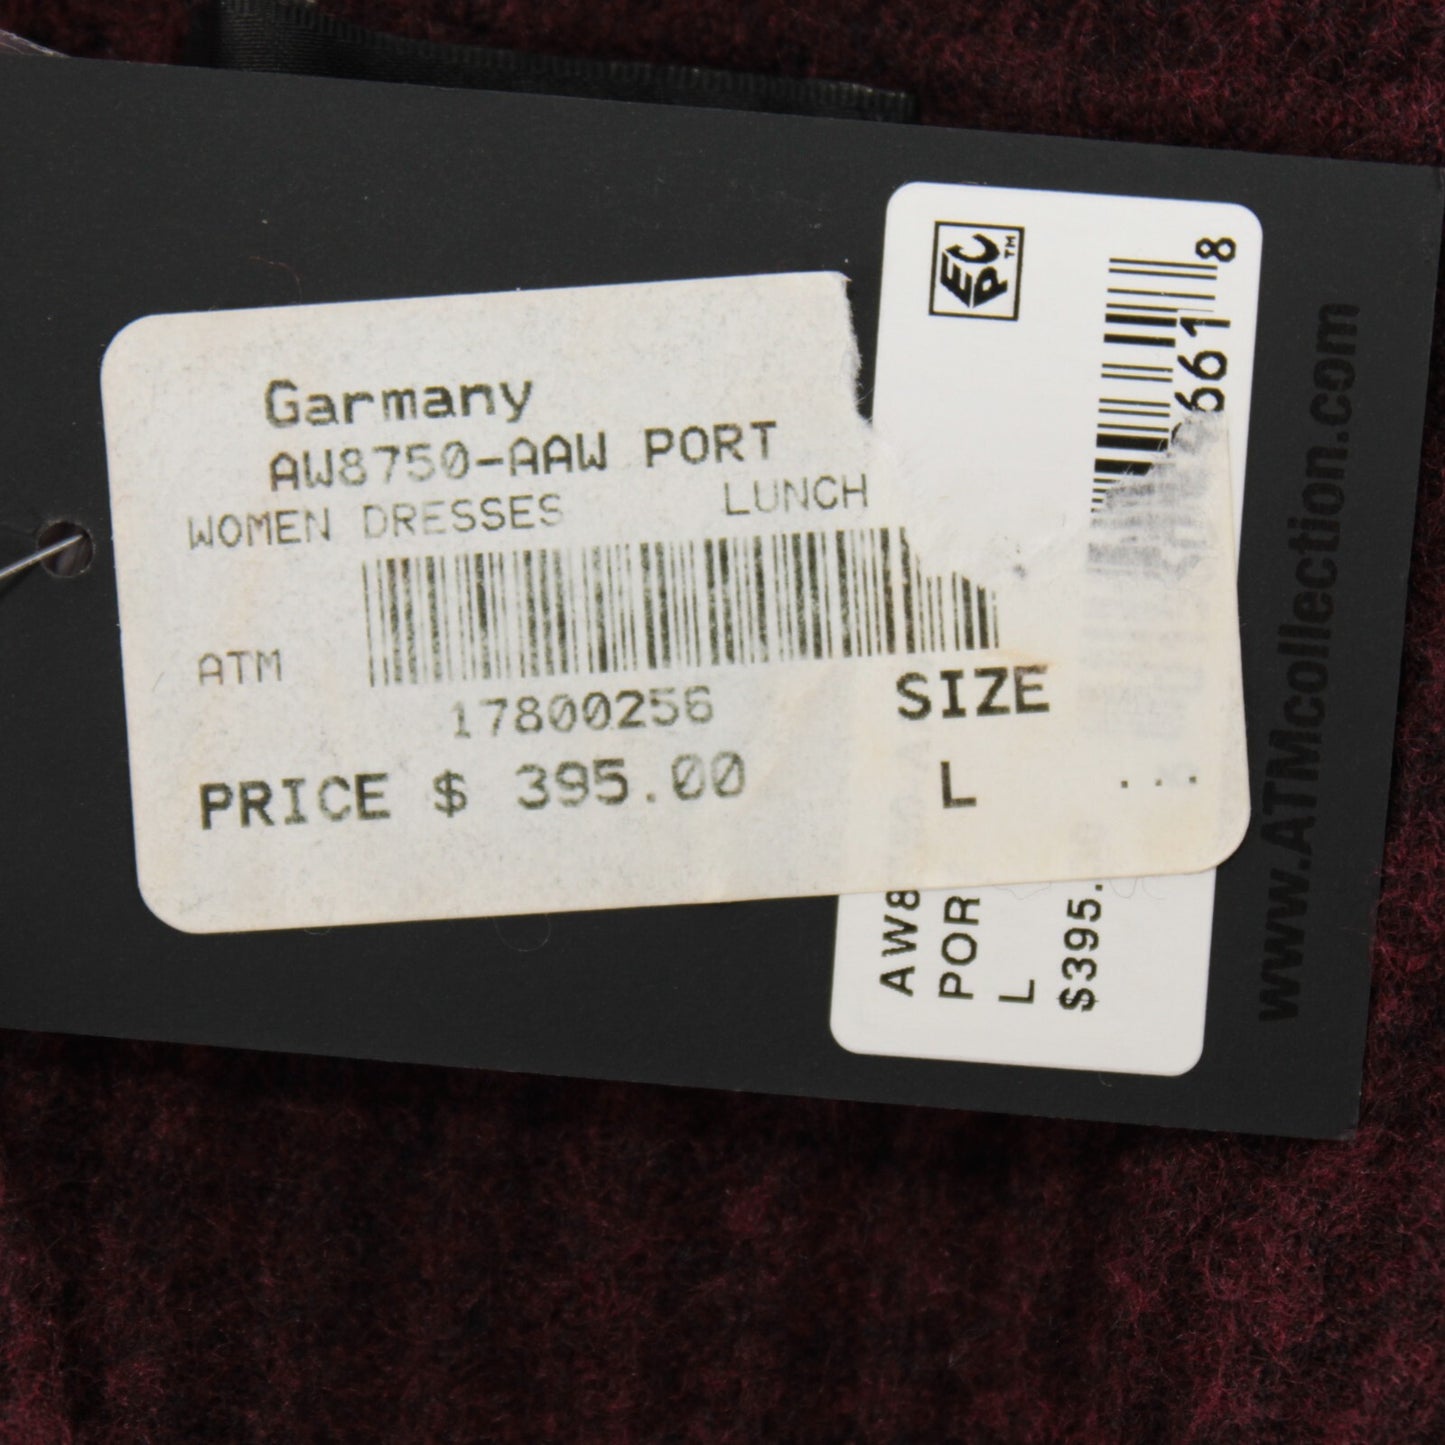 Garmany
AW8750-AAW PORT
WOMEN DRESSES LUNCH
ATM
17800256
SIZE
PRICE $ 395.00
L ...
EPC™
661 8
AW8
POR
L
$395.
www.ATMcollection.com